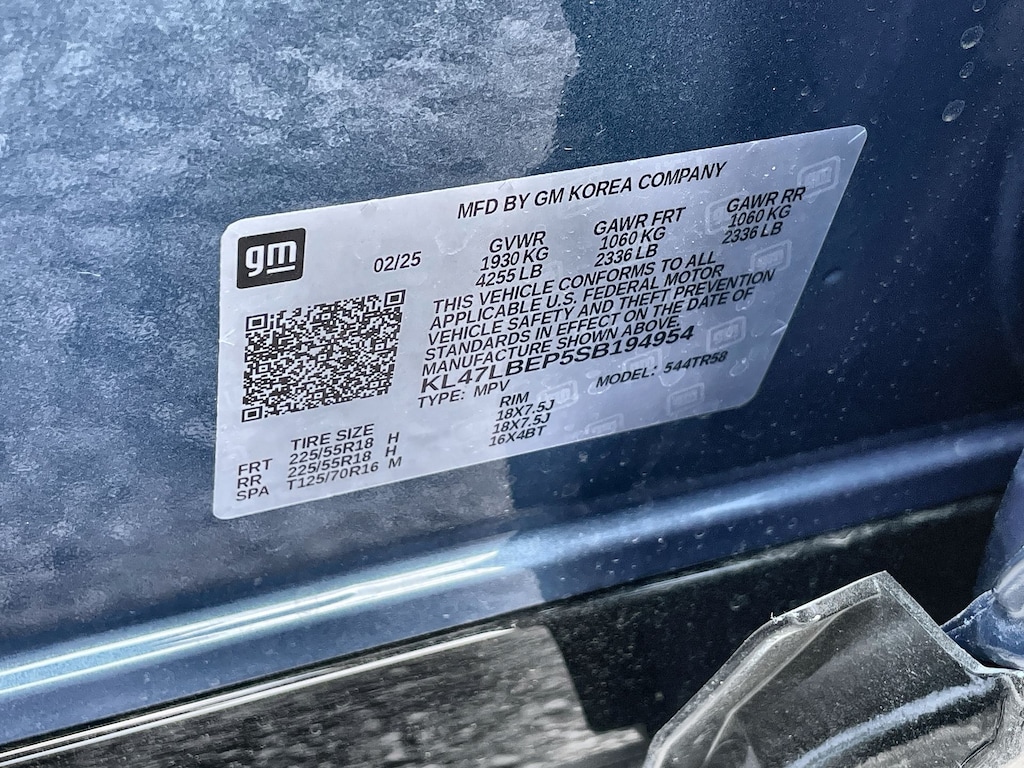 MFD BY GM KOREA COMPANY
gm
02/25
GVWR GAWR FRT GAWR RR
1930 KG 1060 KG 1060 KG
4255 LB 2336 LB 2336 LB
THIS VEHICLE CONFORMS TO ALL
APPLICABLE U.S. FEDERAL MOTOR
VEHICLE SAFETY AND THEFT PREVENTION
STANDARDS IN EFFECT ON THE DATE OF
MANUFACTURE SHOWN ABOVE.
KL47LBEP5SB194954
TYPE: MPV MODEL: 544TR58
TIRE SIZE RIM
FRT 225/55R18 H 18X7.5J
RR 225/55R18 H 18X7.5J
SPA T125/70R16 M 16X4BT